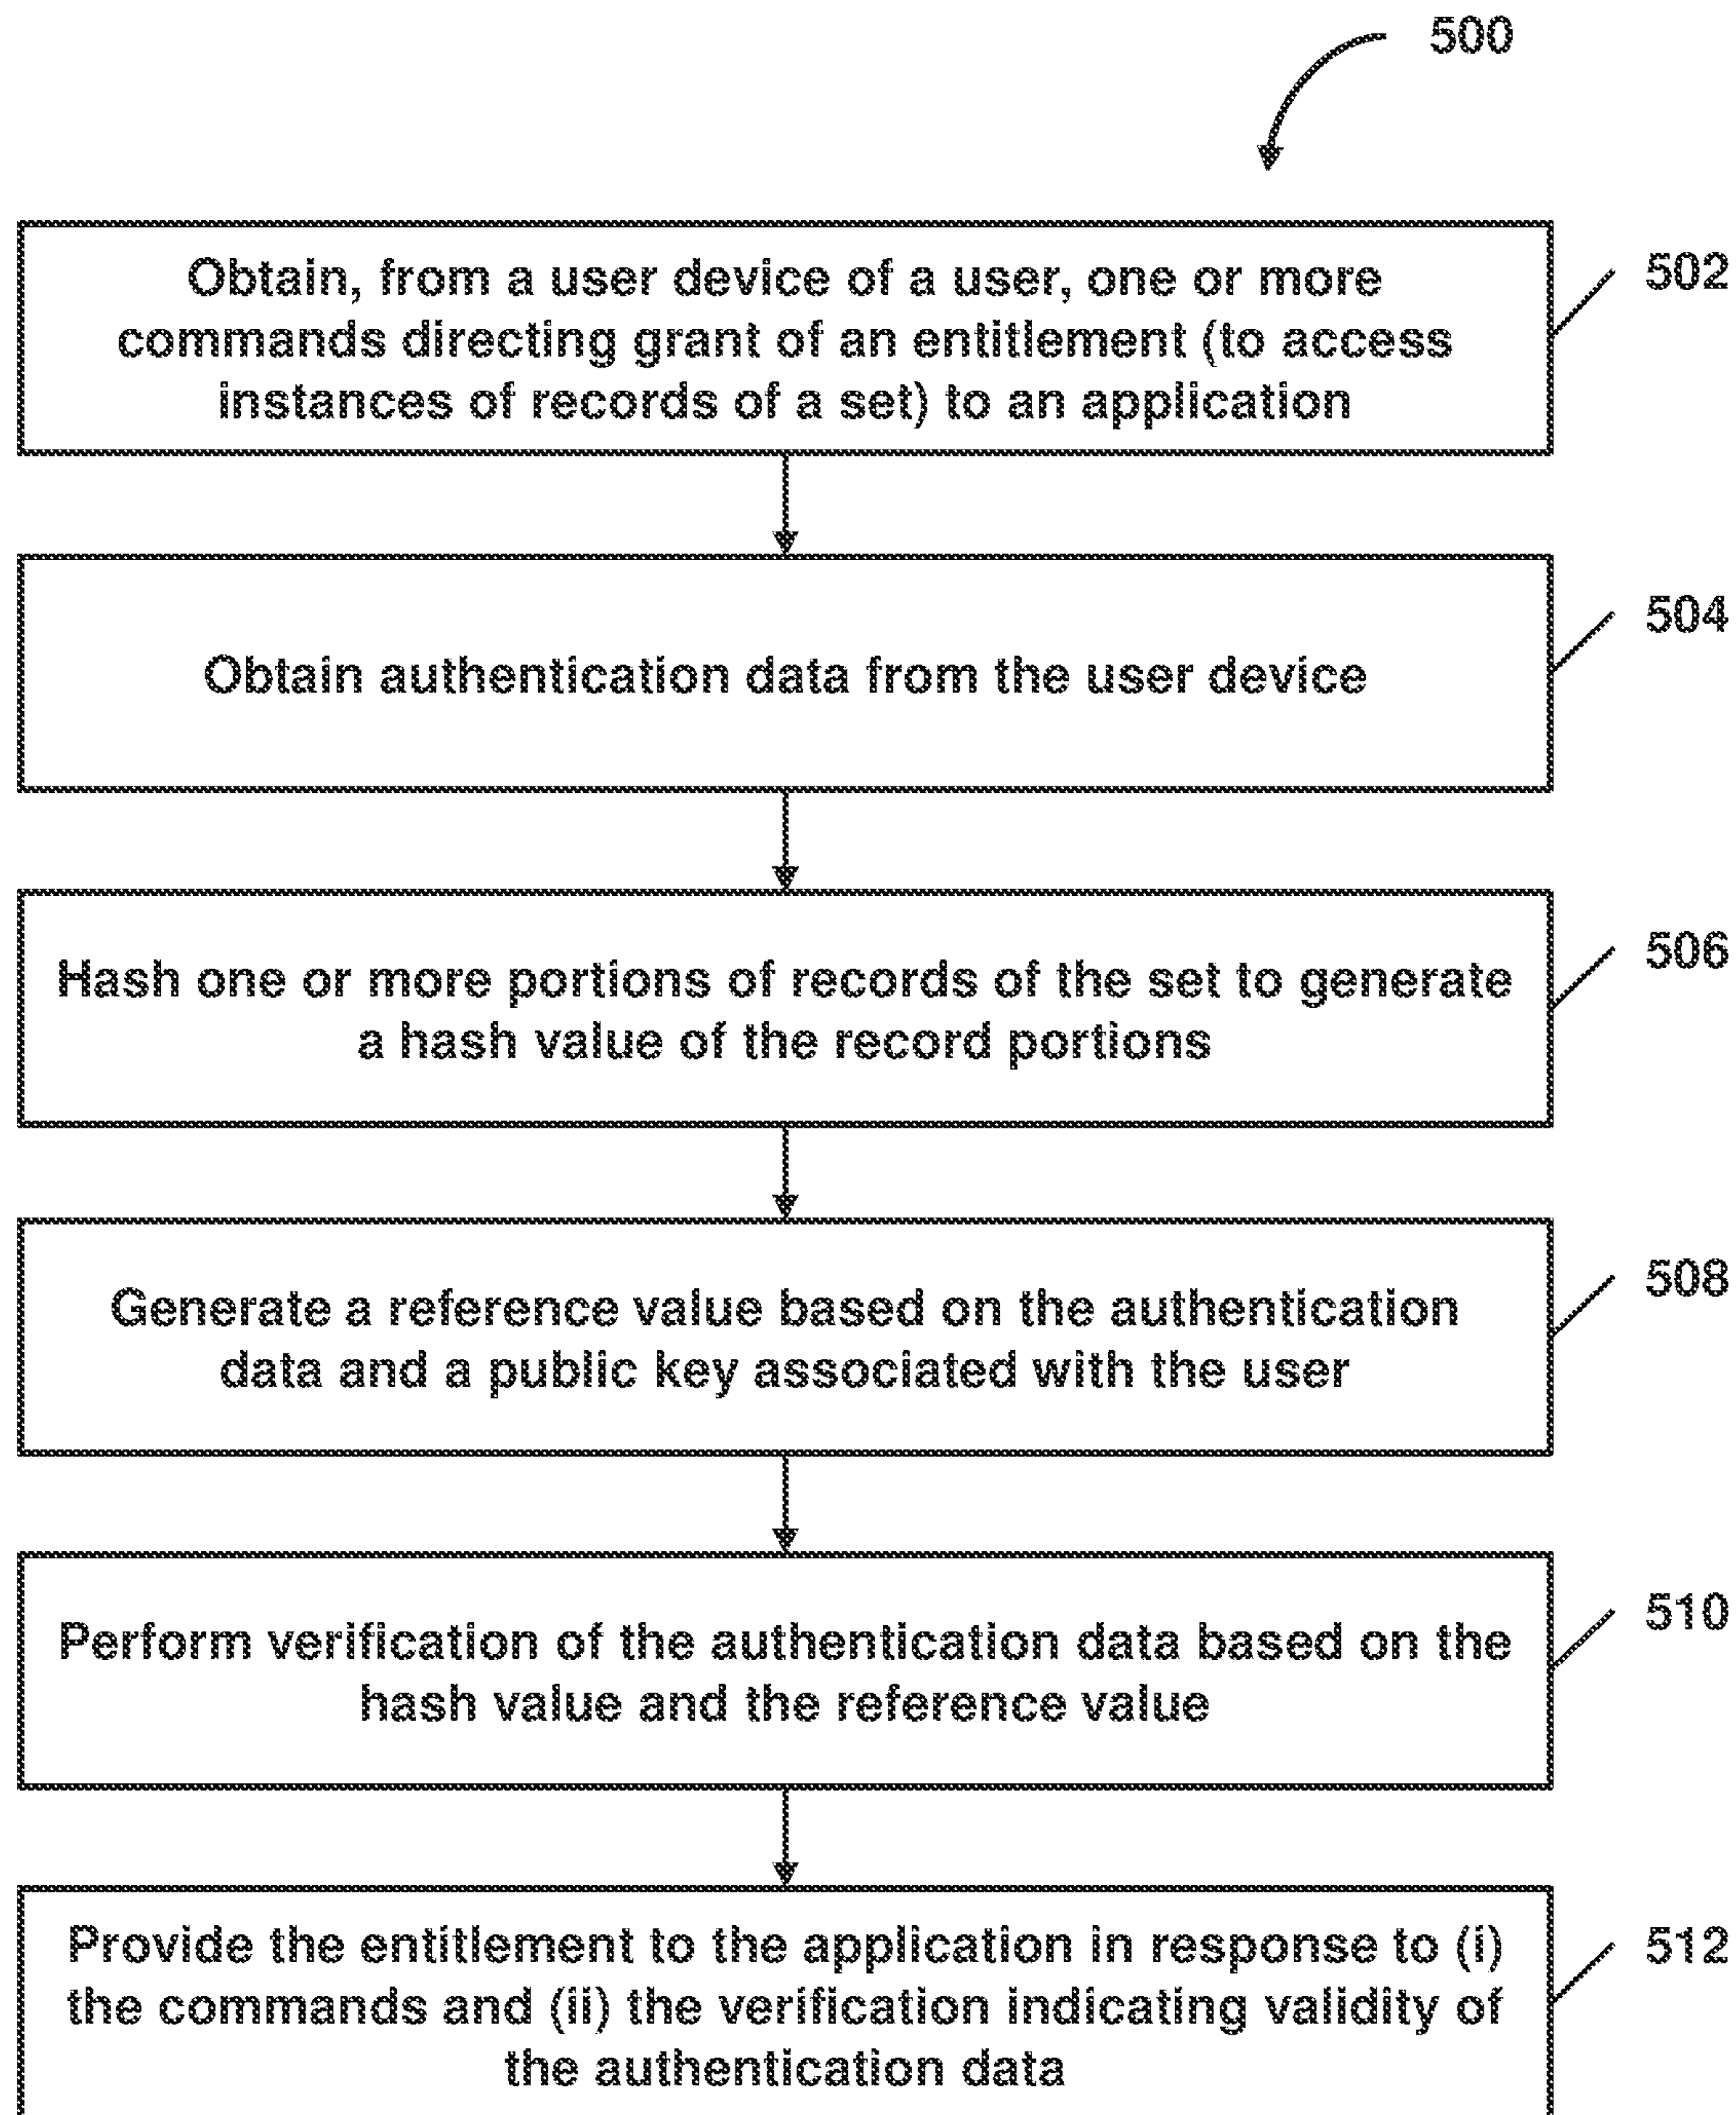 500
Obtain, from a user device of a user, one or more
commands directing grant of an entitlement (to access
instances of records of a set) to an application
502
Obtain authentication data from the user device
504
Hash one or more portions of records of the set to generate
a hash value of the record portions
506
Generate a reference value based on the authentication
data and a public key associated with the user
508
Perform verification of the authentication data based on the
hash value and the reference value
510
Provide the entitlement to the application in response to (i)
the commands and (ii) the verification indicating validity of
the authentication data
512